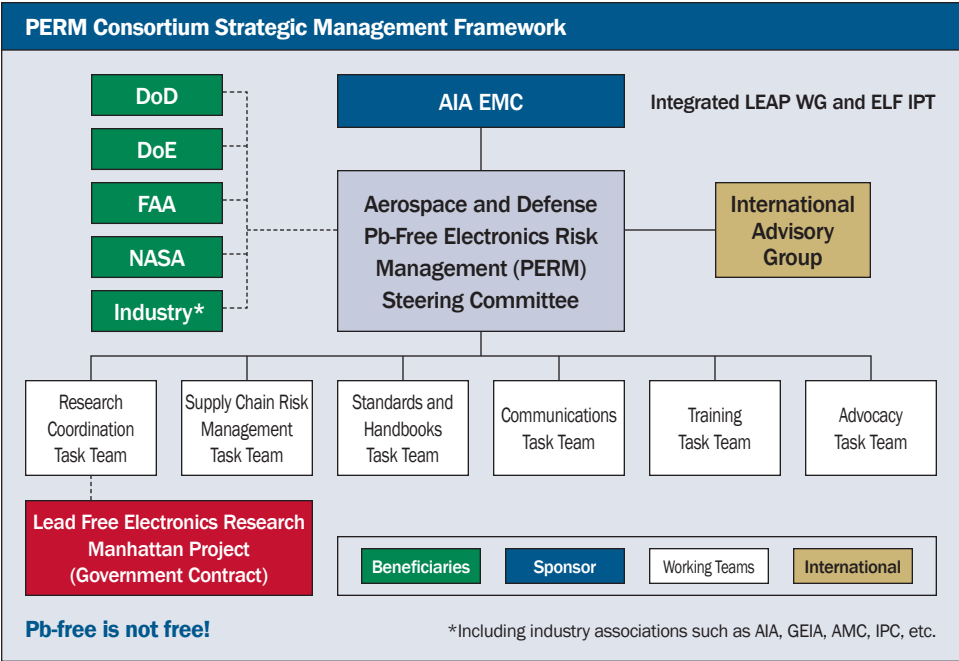 PERM Consortium Strategic Management Framework
DoD
DoE
FAA
NASA
Industry*
AIA EMC
Integrated LEAP WG and ELF IPT
Aerospace and Defense
Pb-Free Electronics Risk
Management (PERM)
Steering Committee
International
Advisory
Group
Research
Coordination
Task Team
Supply Chain Risk
Management
Task Team
Standards and
Handbooks
Task Team
Communications
Task Team
Training
Task Team
Advocacy
Task Team
Lead Free Electronics Research
Manhattan Project
(Government Contract)
Beneficiaries
Sponsor
Working Teams
International
Pb-free is not free!
*Including industry associations such as AIA, GEIA, AMC, IPC, etc.